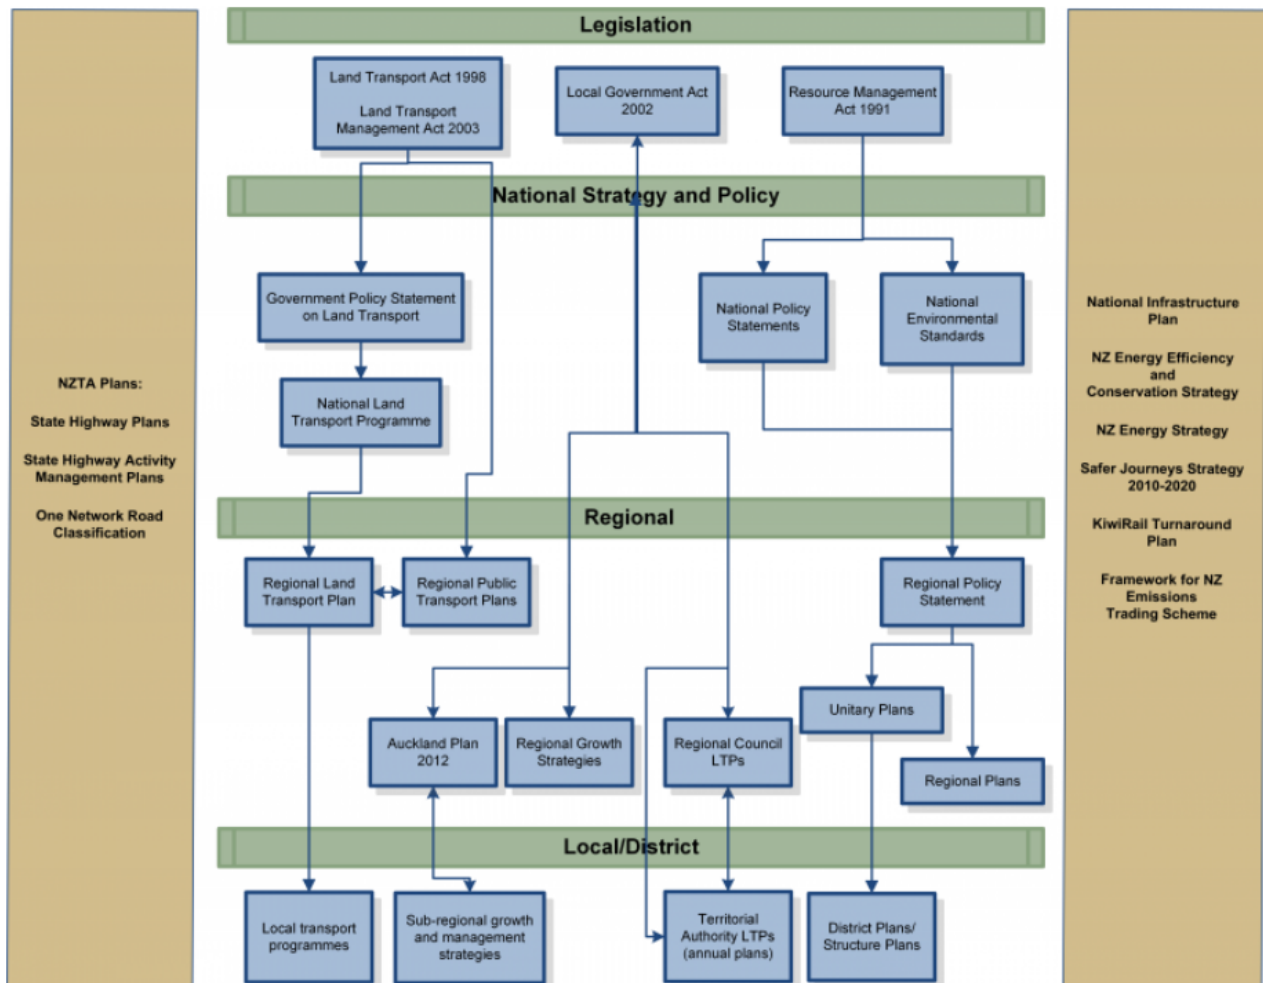 Legislation
Land Transport Act 1998
Land Transport
Management Act 2003
Local Government Act
2002
Resource Management
Act 1991
National Strategy and Policy
Government Policy Statement
on Land Transport
National Land
Transport Programme
National Policy
Statements
National
Environmental
Standards
NZTA Plans:
State Highway Plans
State Highway Activity
Management Plans
One Network Road
Classification
National Infrastructure
Plan
NZ Energy Efficiency
and
Conservation Strategy
NZ Energy Strategy
Safer Journeys Strategy
2010-2020
KiwiRail Turnaround
Plan
Framework for NZ
Emissions
Trading Scheme
Regional
Regional Land
Transport Plan
Regional Public
Transport Plans
Regional Policy
Statement
Auckland Plan
2012
Regional Growth
Strategies
Regional Council
LTPs
Unitary Plans
Regional Plans
Local/District
Local transport
programmes
Sub-regional growth
and management
strategies
Territorial
Authority LTPs
(annual plans)
District Plans/
Structure Plans